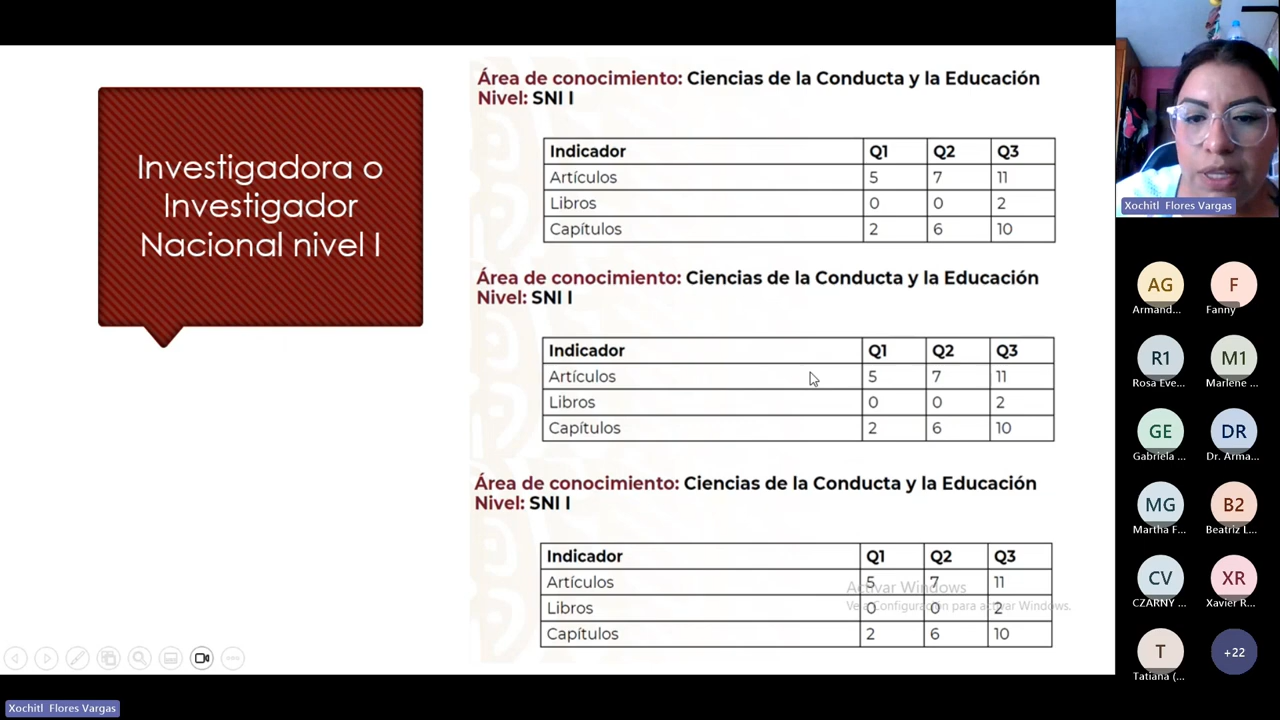 Investigadora o
Investigador
Nacional nivel I
Área de conocimiento: Ciencias de la Conducta y la Educación
Nivel: SNI I
Indicador Q1 Q2 Q3
Artículos 5 7 11
Libros 0 0 2
Capítulos 2 6 10
Área de conocimiento: Ciencias de la Conducta y la Educación
Nivel: SNI I
Indicador Q1 Q2 Q3
Artículos 5 7 11
Libros 0 0 2
Capítulos 2 6 10
Área de conocimiento: Ciencias de la Conducta y la Educación
Nivel: SNI I
Indicador Q1 Q2 Q3
Artículos 5 7 11
Libros 0 0 2
Capítulos 2 6 10
Activar Windows
Ve a Configuración para activar Windows.
Xochitl Flores Vargas
AG
Armand...
F
Fanny
R1
Rosa Eve...
M1
Marlene ...
GE
Gabriela ...
DR
Dr. Arma...
MG
Martha F...
B2
Beatriz L...
CV
CZARNY ...
XR
Xavier R...
T
Tatiana (...
+22
Xochitl Flores Vargas